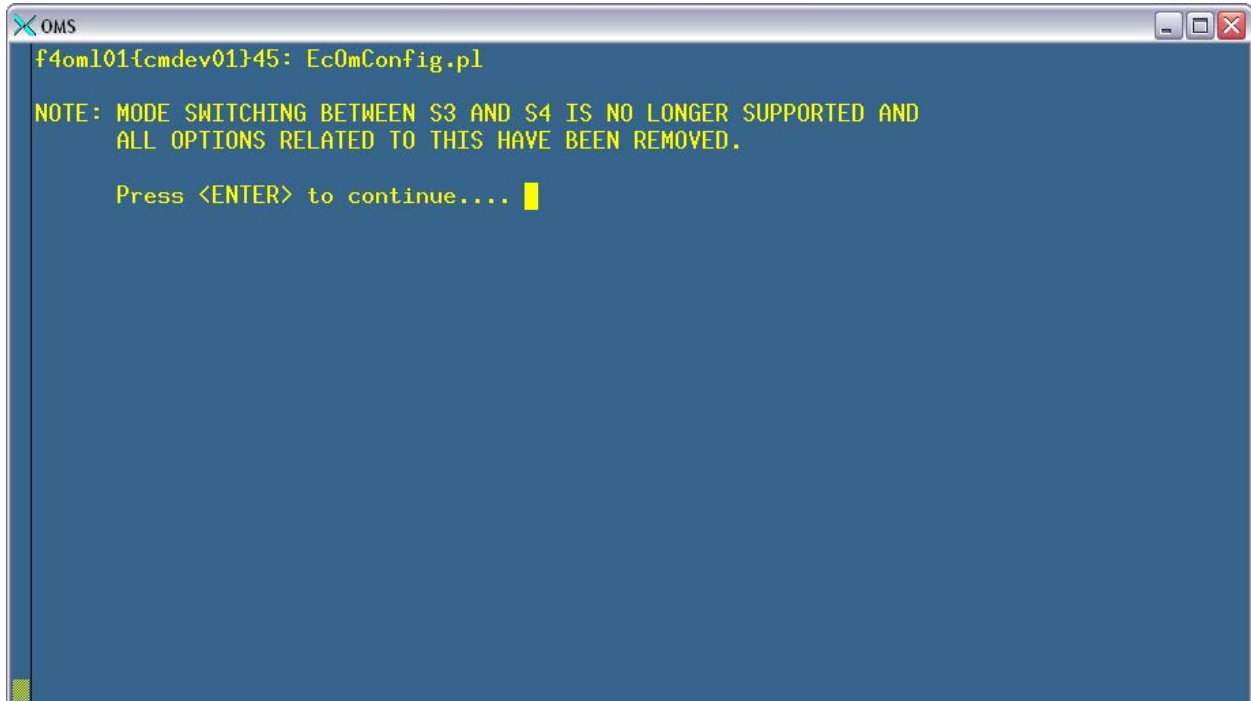 OMS
f4oml01{cmdev01}45: EcOmConfig.pl
NOTE: MODE SWITCHING BETWEEN S3 AND S4 IS NO LONGER SUPPORTED AND
ALL OPTIONS RELATED TO THIS HAVE BEEN REMOVED.
Press <ENTER> to continue....